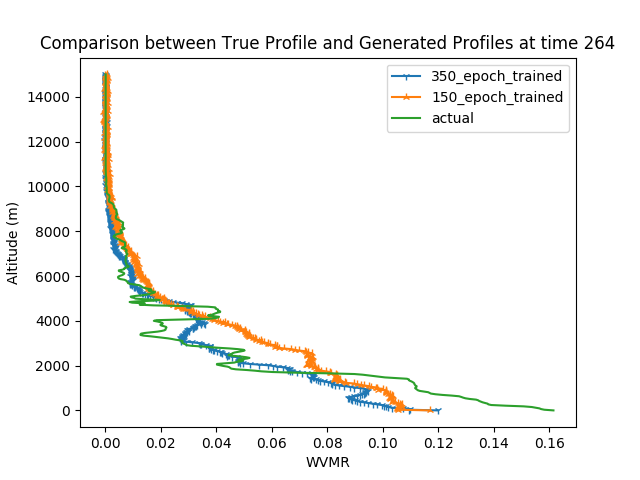 Comparison between True Profile and Generated Profiles at time 264
350_epoch_trained
150_epoch_trained
actual
Altitude (m)
14000
12000
10000
8000
6000
4000
2000
0
0.00 0.02 0.04 0.06 0.08 0.10 0.12 0.14 0.16
WVMR